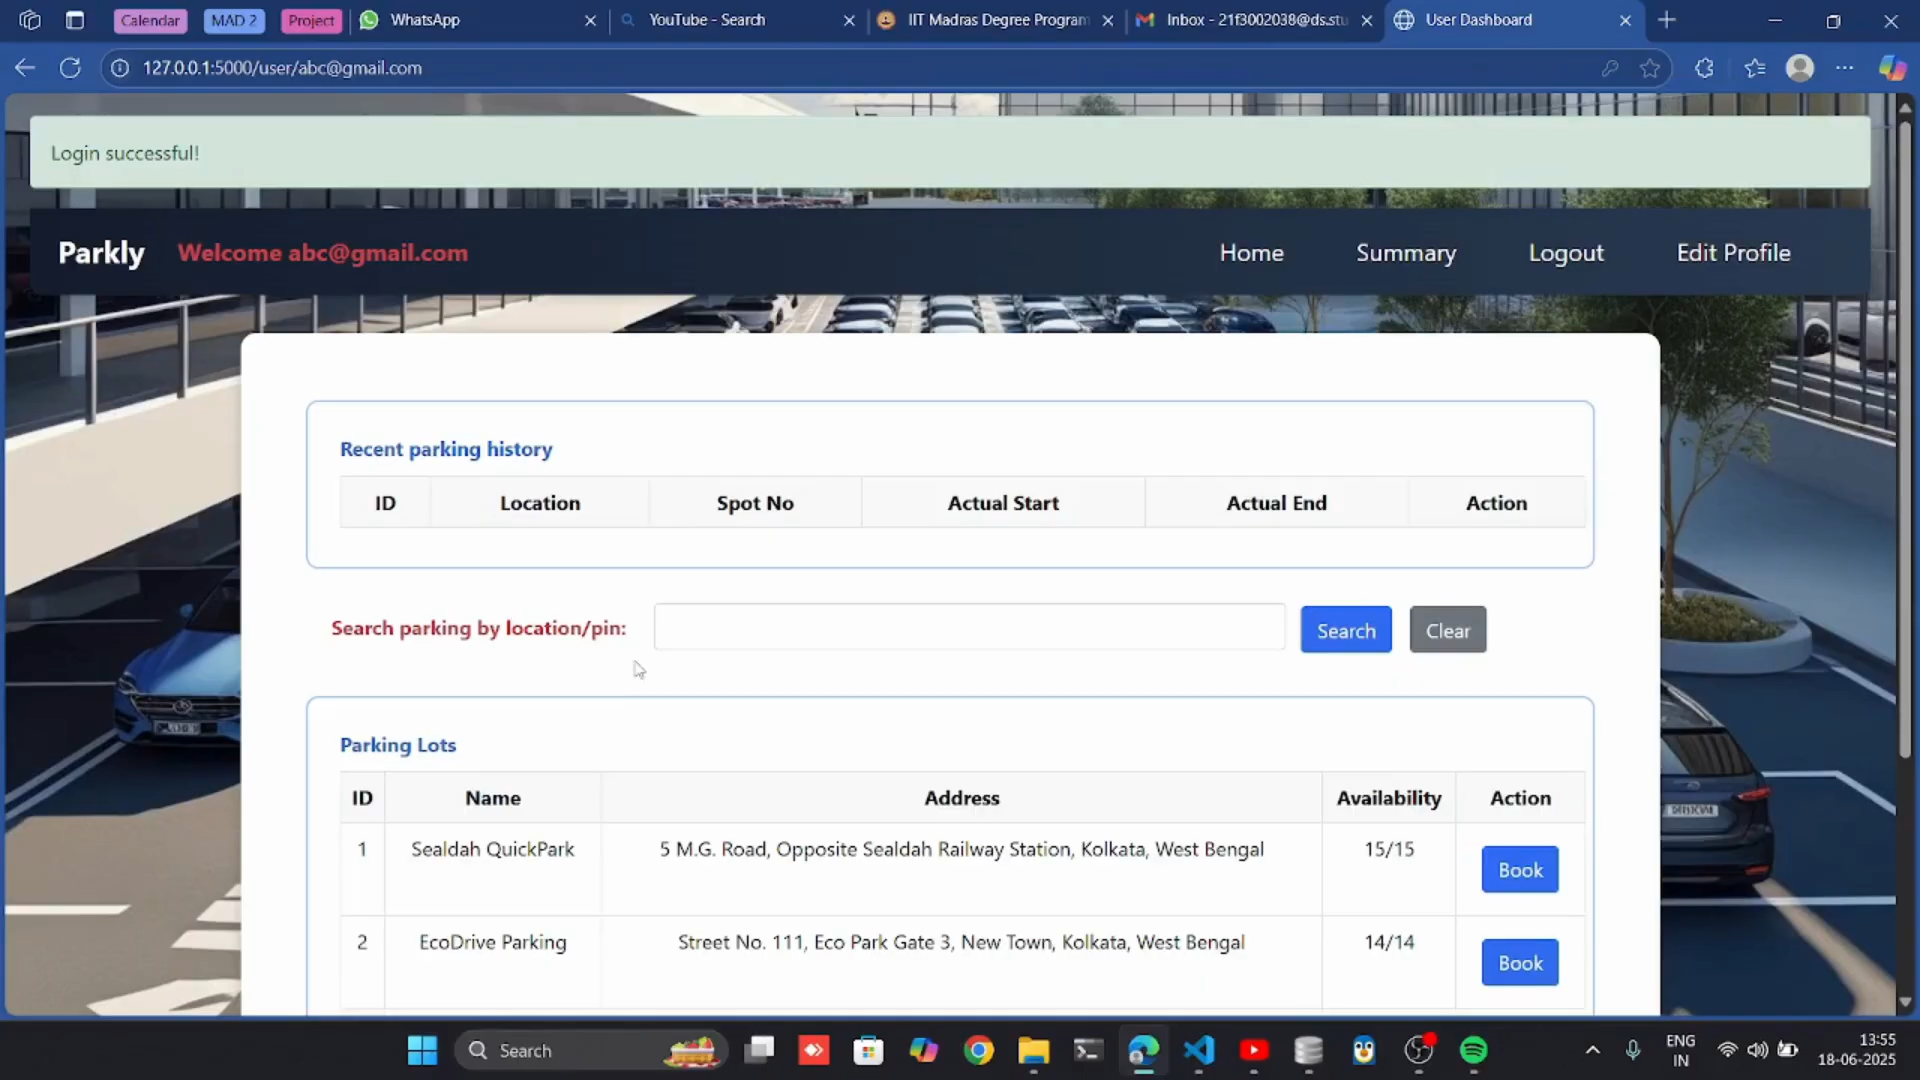 Calendar MAD 2 Project WhatsApp YouTube - Search IIT Madras Degree Program Inbox - 21f3002038@ds.stu User Dashboard
127.0.0.1:5000/user/abc@gmail.com
Login successful!
Parkly Welcome abc@gmail.com Home Summary Logout Edit Profile
Recent parking history
ID Location Spot No Actual Start Actual End Action
Search parking by location/pin: Search Clear
Parking Lots
ID Name Address Availability Action
1 Sealdah QuickPark 5 M.G. Road, Opposite Sealdah Railway Station, Kolkata, West Bengal 15/15 Book
2 EcoDrive Parking Street No. 111, Eco Park Gate 3, New Town, Kolkata, West Bengal 14/14 Book
Search ENG 13:55
IN 18-06-2025